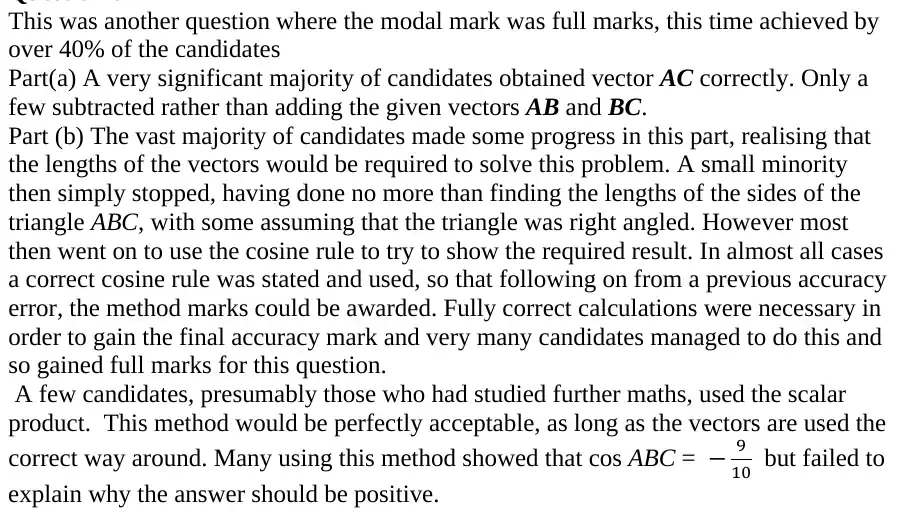 This was another question where the modal mark was full marks, this time achieved by
over 40% of the candidates
Part(a) A very significant majority of candidates obtained vector AC correctly. Only a
few subtracted rather than adding the given vectors AB and BC.
Part (b) The vast majority of candidates made some progress in this part, realising that
the lengths of the vectors would be required to solve this problem. A small minority
then simply stopped, having done no more than finding the lengths of the sides of the
triangle ABC, with some assuming that the triangle was right angled. However most
then went on to use the cosine rule to try to show the required result. In almost all cases
a correct cosine rule was stated and used, so that following on from a previous accuracy
error, the method marks could be awarded. Fully correct calculations were necessary in
order to gain the final accuracy mark and very many candidates managed to do this and
so gained full marks for this question.
A few candidates, presumably those who had studied further maths, used the scalar
product. This method would be perfectly acceptable, as long as the vectors are used the
correct way around. Many using this method showed that cos ABC = − 9/10 but failed to
explain why the answer should be positive.